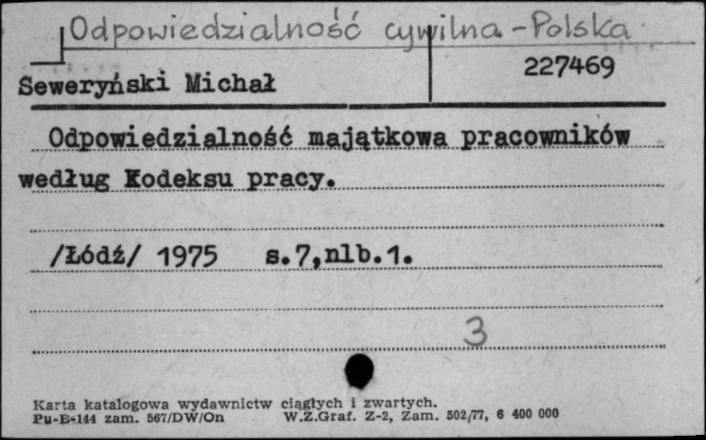 Odpowiedzialność cywilna - Polska
Seweryński Michał 227469
Odpowiedzialność majątkowa pracowników
według Kodeksu pracy.
/Łódź/ 1975 s.7,nlb.1.
3
Karta katalogowa wydawnictw ciągłych i zwartych.
Pu-B-144 zam. 567/DW/On W.Z.Graf. Z-2, Zam. 502/77, 6 400 000